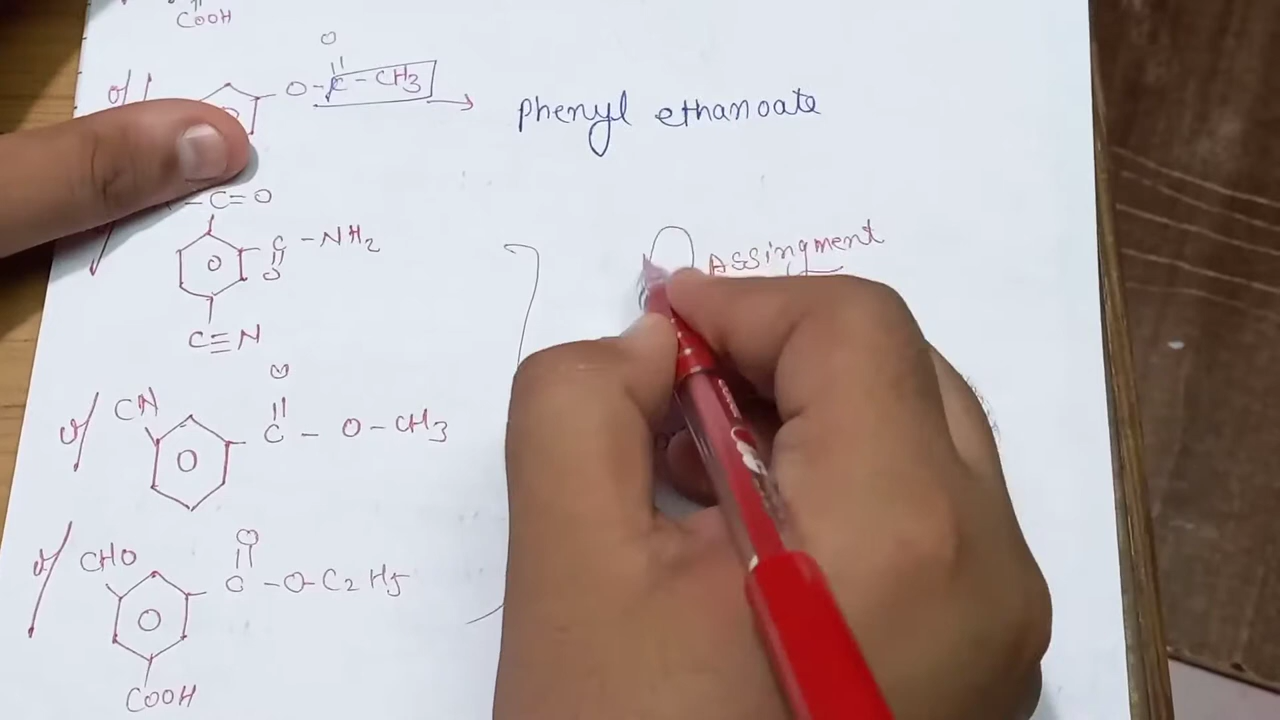 COOH
O
O-C-CH3
Phenyl ethanoate
-C=O
C-NH2
O
Assingment
C≡N
O
CN
C-O-CH3
O
CHO
C-O-C2H5
COOH